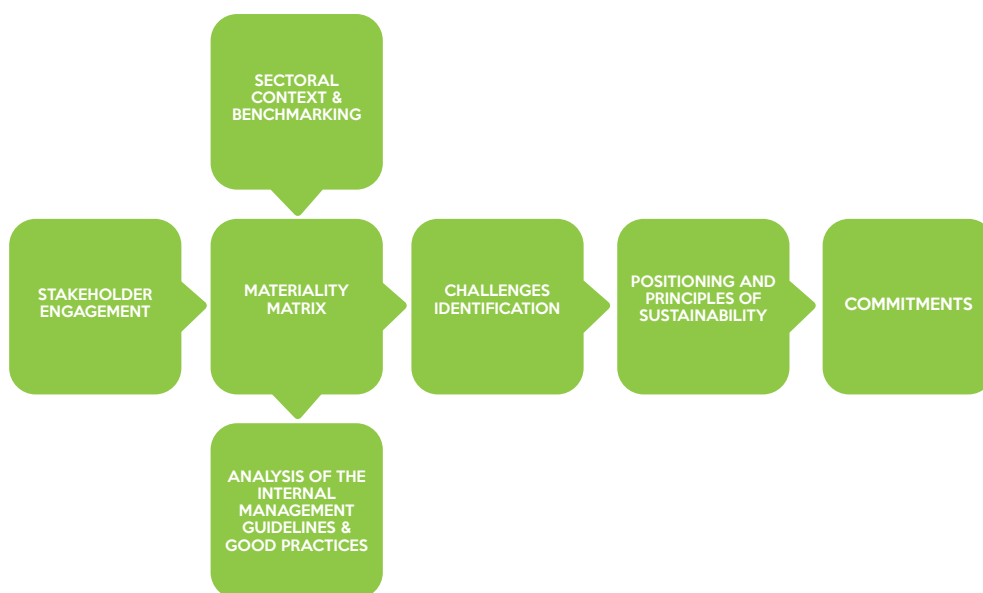 SECTORAL
CONTEXT &
BENCHMARKING
STAKEHOLDER
ENGAGEMENT
MATERIALITY
MATRIX
CHALLENGES
IDENTIFICATION
POSITIONING AND
PRINCIPLES OF
SUSTAINABILITY
COMMITMENTS
ANALYSIS OF THE
INTERNAL
MANAGEMENT
GUIDELINES &
GOOD PRACTICES